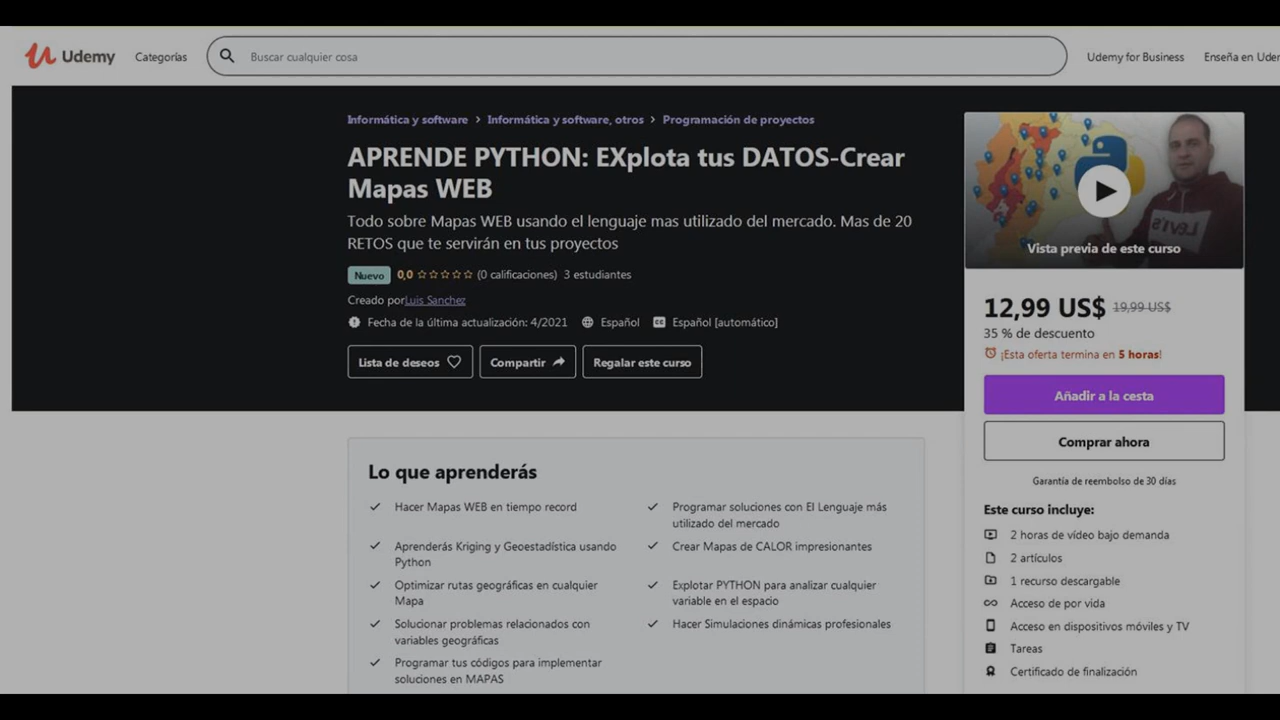 Udemy
Categorías
Buscar cualquier cosa
Udemy for Business
Enseña en Uder
Informática y software > Informática y software, otros > Programación de proyectos
APRENDE PYTHON: EXplota tus DATOS-Crear
Mapas WEB
Todo sobre Mapas WEB usando el lenguaje mas utilizado del mercado. Mas de 20
RETOS que te servirán en tus proyectos
Nuevo 0,0 (0 calificaciones) 3 estudiantes
Creado porLuis Sanchez
Fecha de la última actualización: 4/2021 Español Español [automático]
Lista de deseos
Compartir
Regalar este curso
LEVI'S
Vista previa de este curso
12,99 US$ 19,99 US$
35 % de descuento
¡Esta oferta termina en 5 horas!
Añadir a la cesta
Comprar ahora
Garantía de reembolso de 30 días
Este curso incluye:
2 horas de vídeo bajo demanda
2 artículos
1 recurso descargable
Acceso de por vida
Acceso en dispositivos móviles y TV
Tareas
Certificado de finalización
Lo que aprenderás
Hacer Mapas WEB en tiempo record
Programar soluciones con El Lenguaje más
utilizado del mercado
Aprenderás Kriging y Geoestadística usando
Python
Crear Mapas de CALOR impresionantes
Optimizar rutas geográficas en cualquier
Mapa
Explotar PYTHON para analizar cualquier
variable en el espacio
Solucionar problemas relacionados con
variables geográficas
Hacer Simulaciones dinámicas profesionales
Programar tus códigos para implementar
soluciones en MAPAS